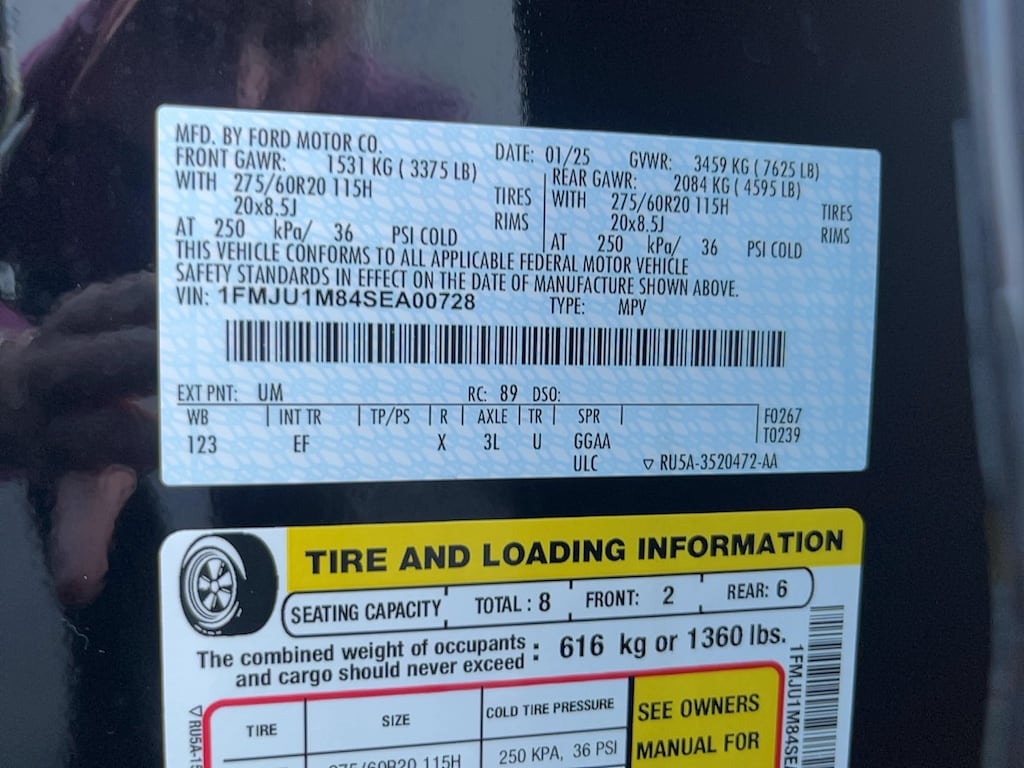 MFD. BY FORD MOTOR CO. DATE: 01/25 GVWR: 3459 KG ( 7625 LB)
FRONT GAWR: 1531 KG ( 3375 LB) REAR GAWR: 2084 KG ( 4595 LB)
WITH 275/60R20 115H TIRES WITH 275/60R20 115H TIRES
20x8.5J RIMS 20x8.5J RIMS
AT 250 kPa/ 36 PSI COLD AT 250 kPa/ 36 PSI COLD
THIS VEHICLE CONFORMS TO ALL APPLICABLE FEDERAL MOTOR VEHICLE
SAFETY STANDARDS IN EFFECT ON THE DATE OF MANUFACTURE SHOWN ABOVE.
VIN: 1FMJU1M84SEA00728 TYPE: MPV
EXT PNT: UM RC: 89 DSO:
WB INT TR TP/PS R AXLE TR SPR F0267
123 EF X 3L U GGAA T0239
ULC ▽ RU5A-3520472-AA
TIRE AND LOADING INFORMATION
SEATING CAPACITY TOTAL : 8 FRONT: 2 REAR: 6
The combined weight of occupants
and cargo should never exceed : 616 kg or 1360 lbs.
TIRE SIZE COLD TIRE PRESSURE SEE OWNERS
275/60R20 115H 250 KPA, 36 PSI MANUAL FOR
1FMJU1M84SE
▽RU5A-15